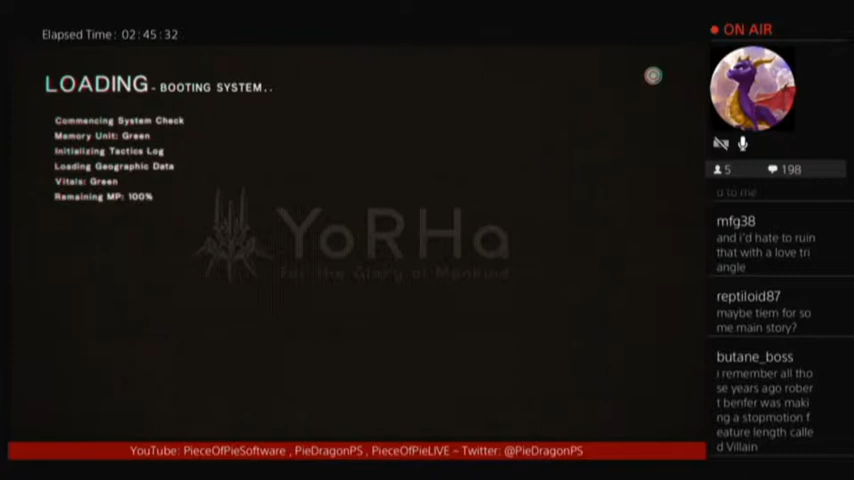 Elapsed Time: 02:45:32
LOADING - BOOTING SYSTEM..
Commencing System Check
Memory Unit: Green
Initializing Tactics Log
Loading Geographic Data
Vitals: Green
Remaining MP: 100%
YoRHa
For the Glory of Mankind
YouTube: PieceOfPieSoftware , PieDragonPS , PieceOfPieLIVE – Twitter: @PieDragonPS
ON AIR
5 198
d to me
mfg38
and i'd hate to ruin
that with a love tri
angle
reptiloid87
maybe tiem for so
me main story?
butane_boss
i remember all tho
se years ago rober
t benfer was maki
ng a stopmotion f
eature length calle
d Villain